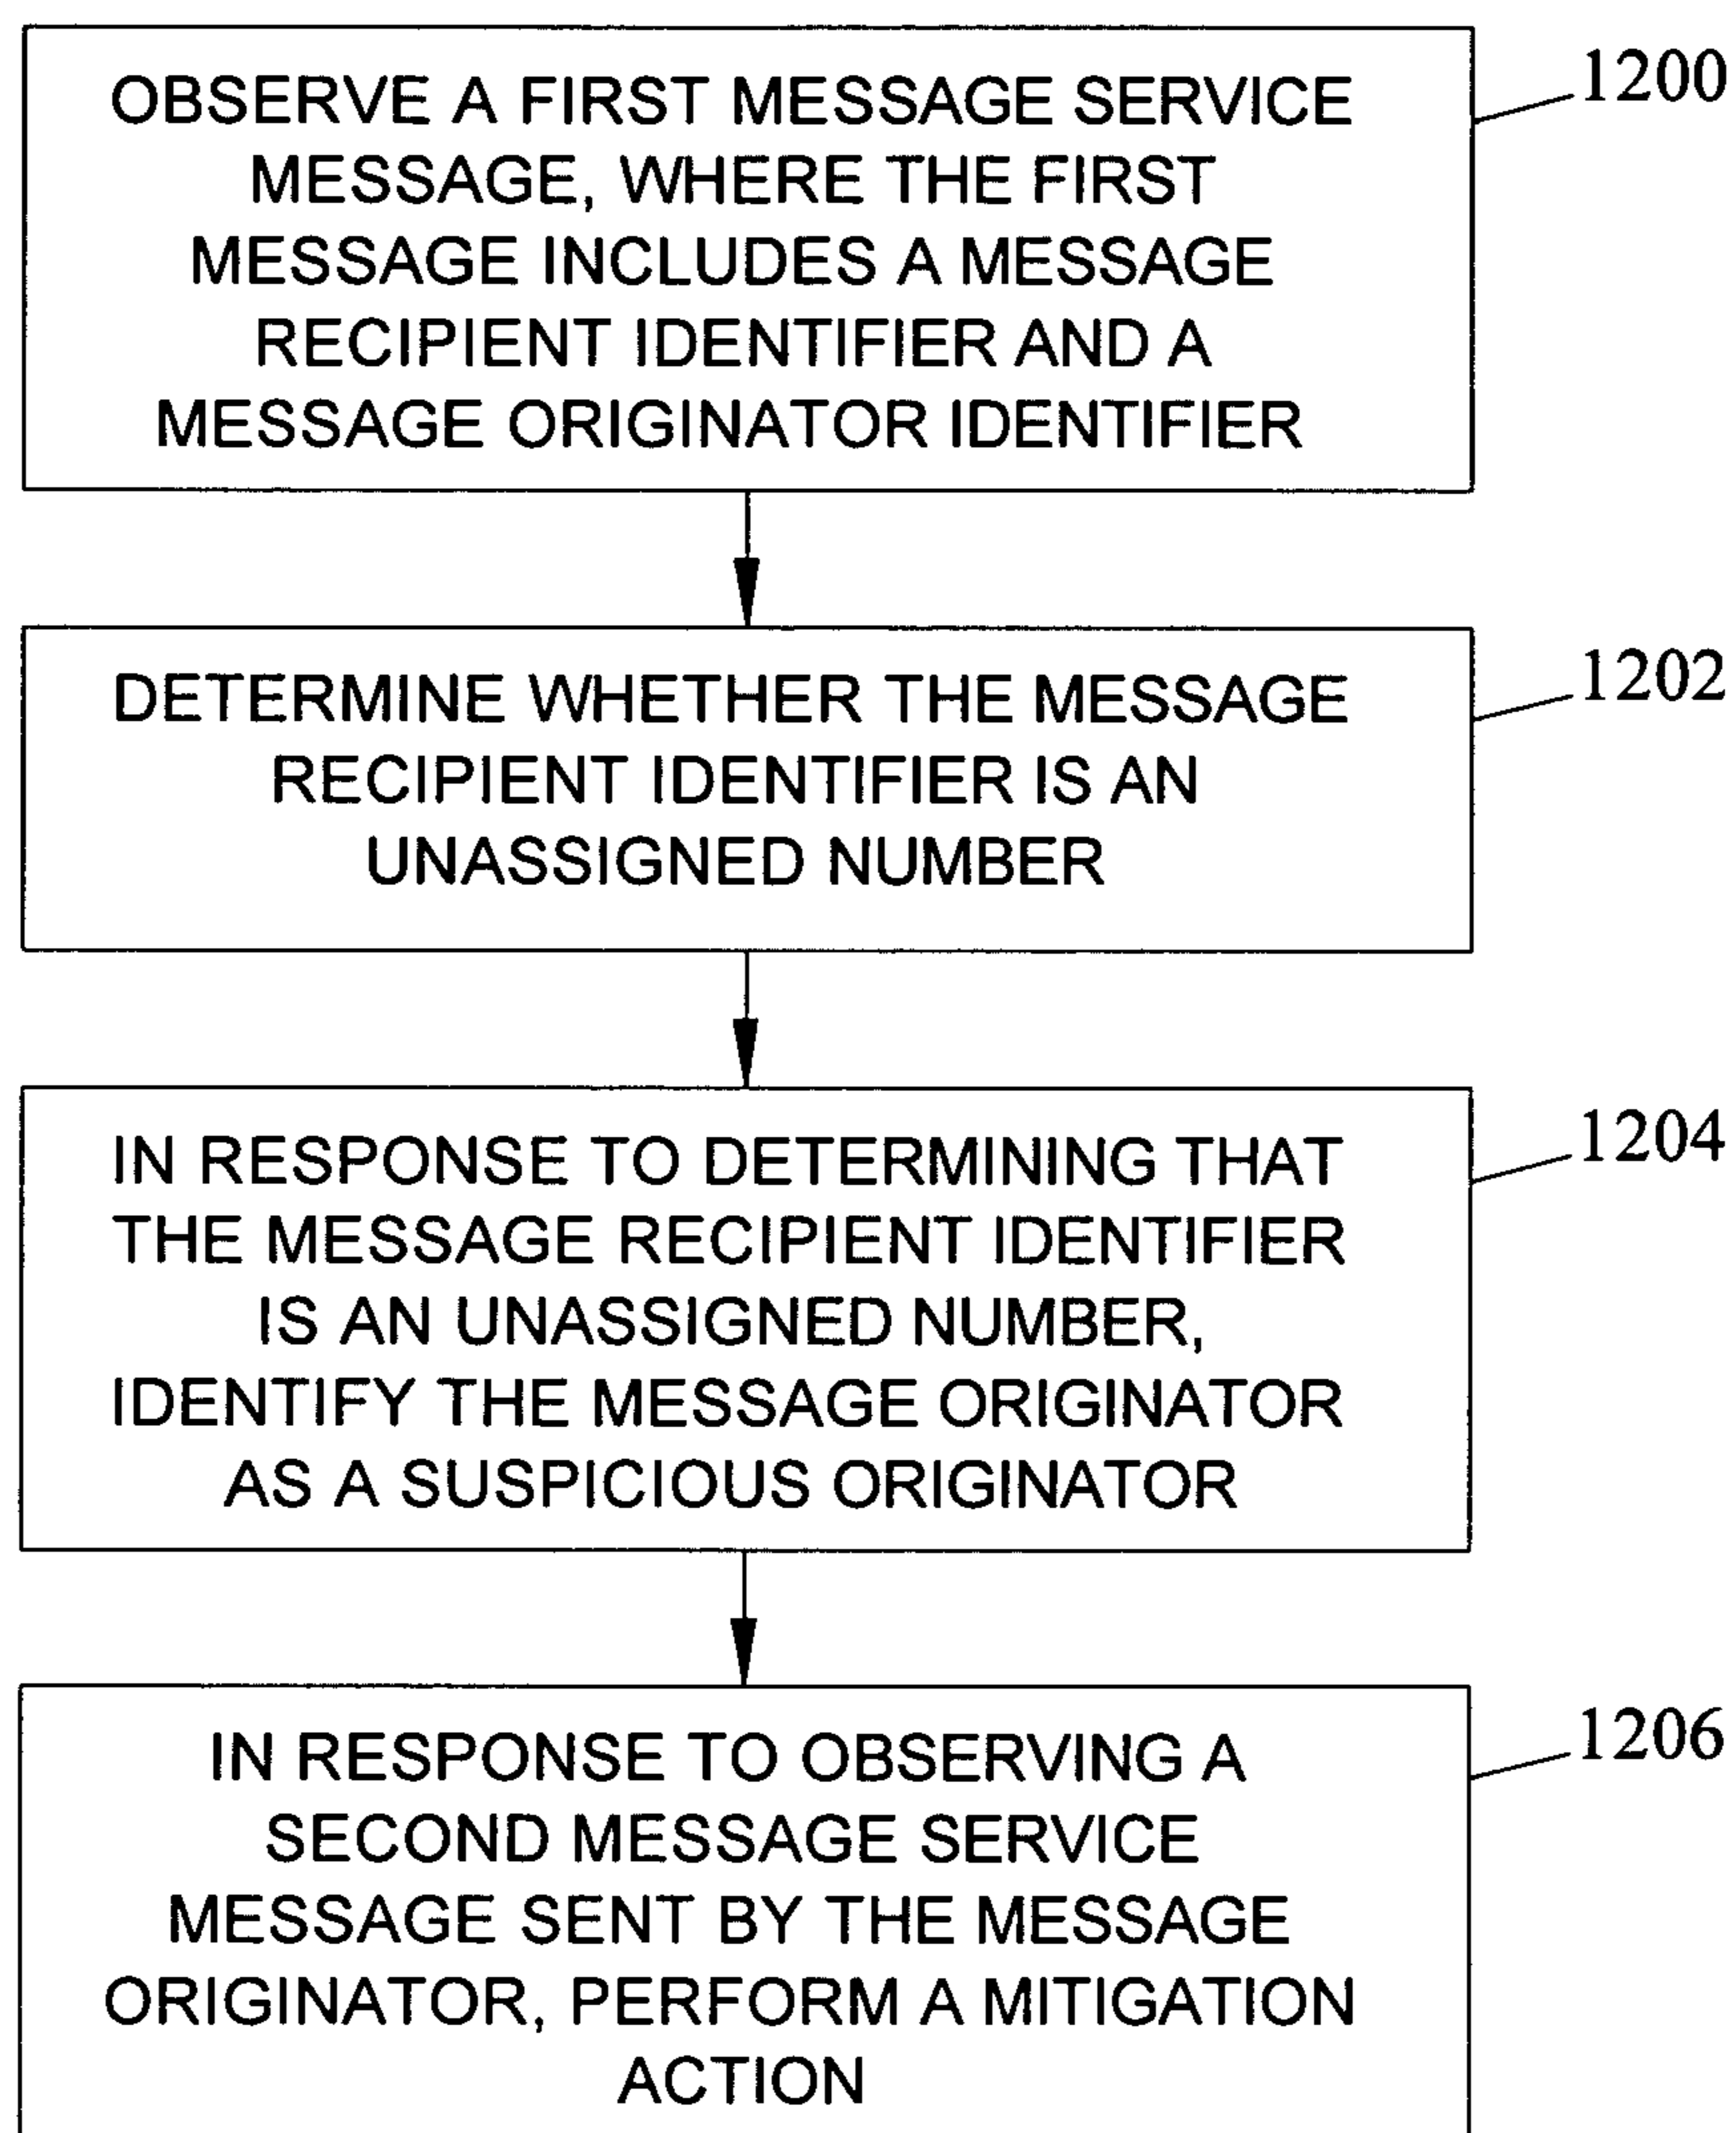 OBSERVE A FIRST MESSAGE SERVICE
MESSAGE, WHERE THE FIRST
MESSAGE INCLUDES A MESSAGE
RECIPIENT IDENTIFIER AND A
MESSAGE ORIGINATOR IDENTIFIER
1200
DETERMINE WHETHER THE MESSAGE
RECIPIENT IDENTIFIER IS AN
UNASSIGNED NUMBER
1202
IN RESPONSE TO DETERMINING THAT
THE MESSAGE RECIPIENT IDENTIFIER
IS AN UNASSIGNED NUMBER,
IDENTIFY THE MESSAGE ORIGINATOR
AS A SUSPICIOUS ORIGINATOR
1204
IN RESPONSE TO OBSERVING A
SECOND MESSAGE SERVICE
MESSAGE SENT BY THE MESSAGE
ORIGINATOR, PERFORM A MITIGATION
ACTION
1206